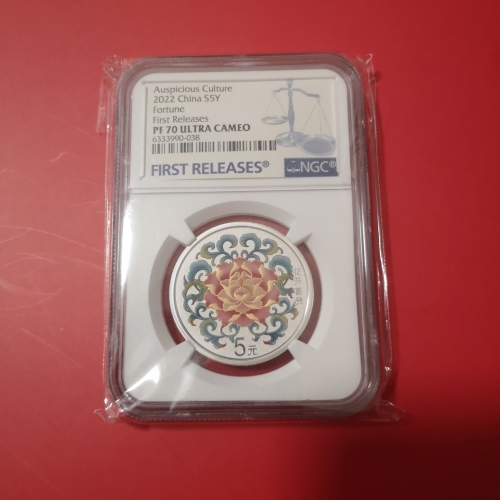 Auspicious Culture
2022 China S5Y
Fortune
First Releases
PF 70 ULTRA CAMEO
6333990-038
FIRST RELEASES®
NGC®
5元